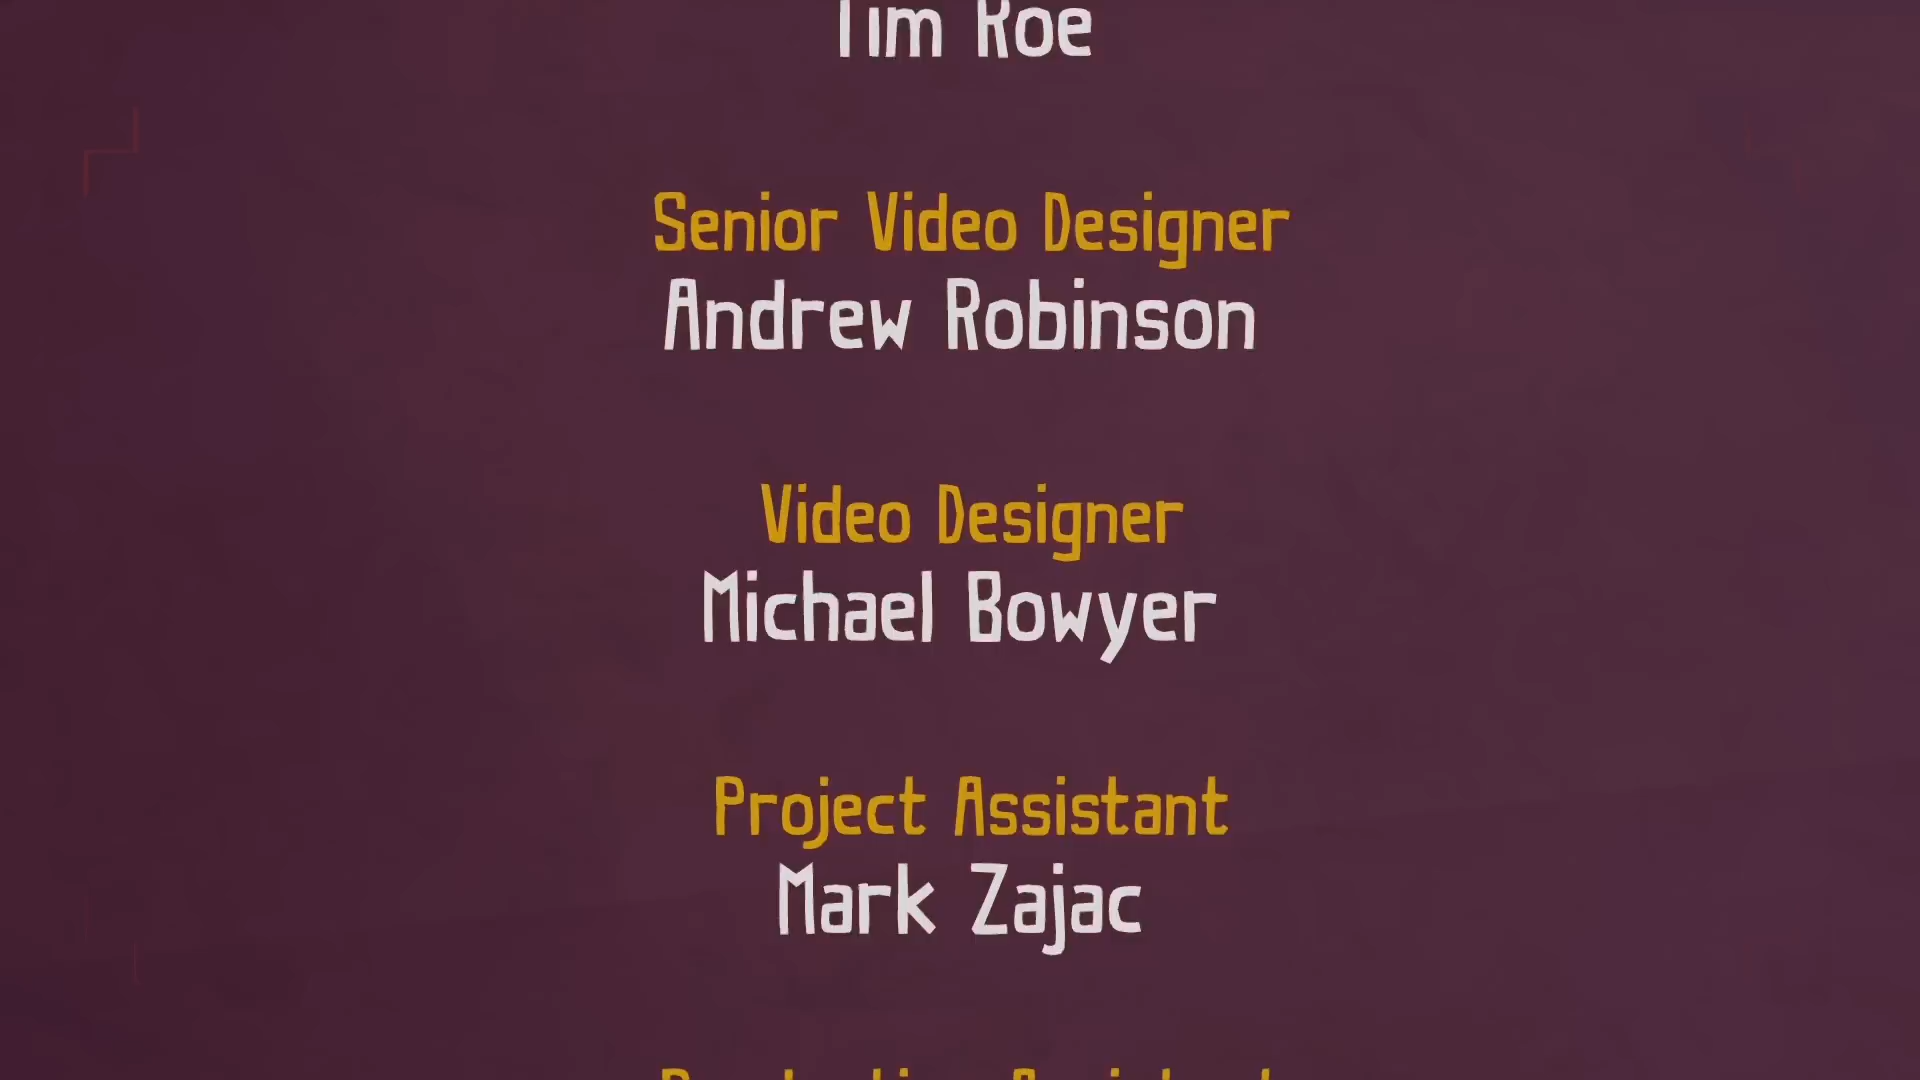 Tim Roe
Senior Video Designer
Andrew Robinson
Video Designer
Michael Bowyer
Project Assistant
Mark Zajac